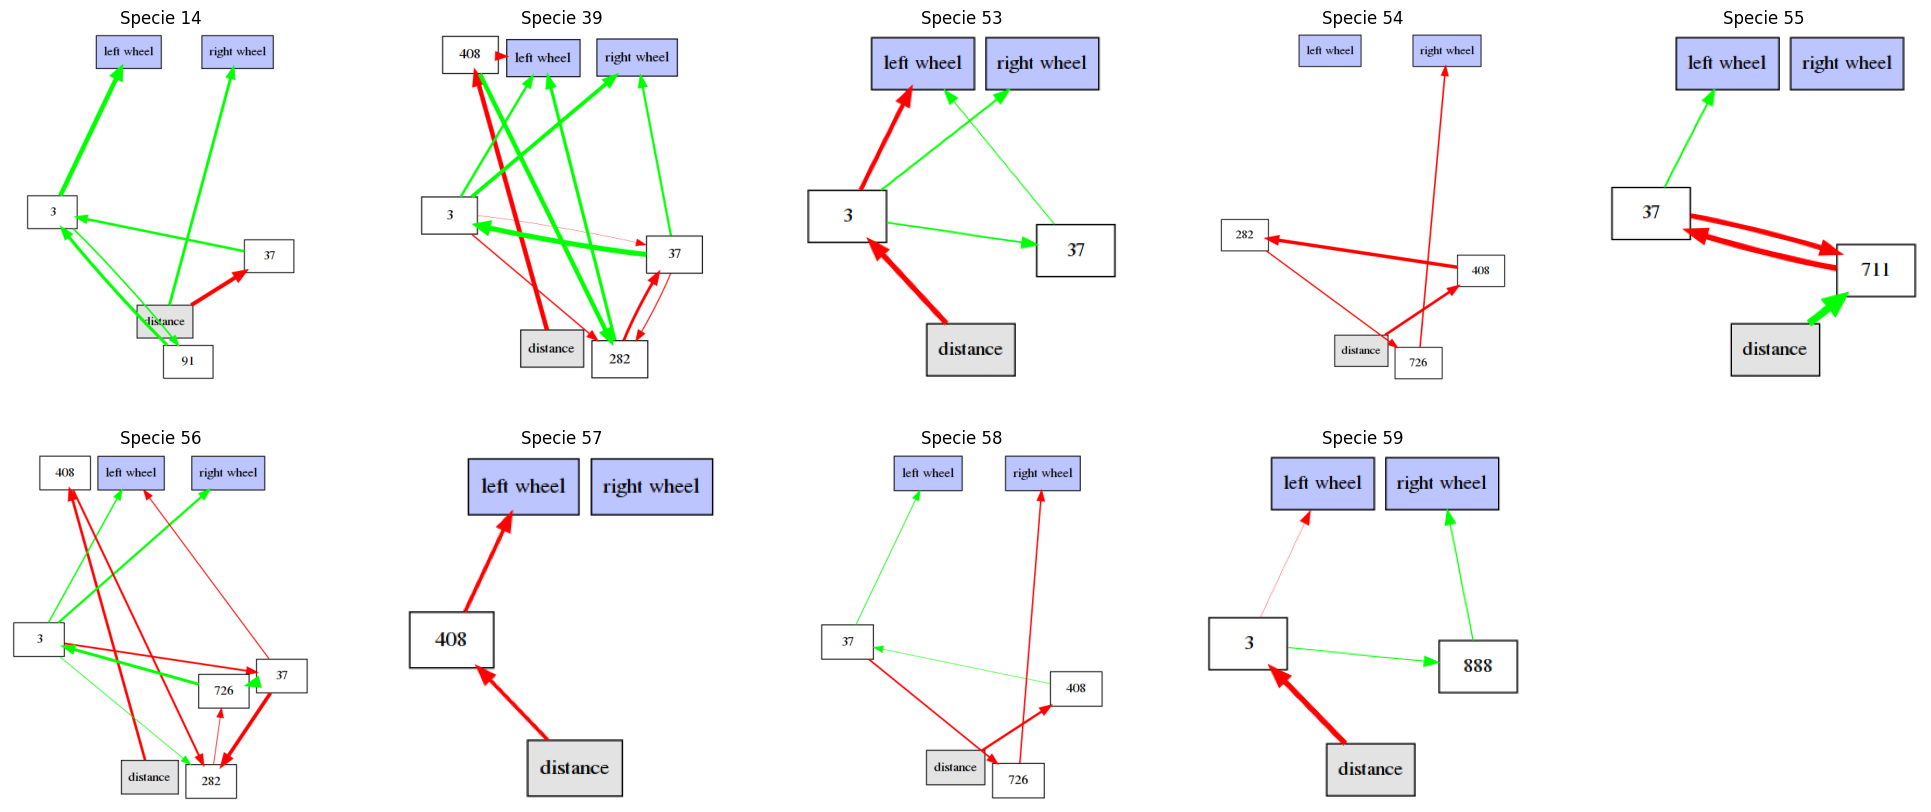 Specie 14
left wheel
right wheel
3
37
distance
91
Specie 39
408
left wheel
right wheel
3
37
distance
282
Specie 53
left wheel
right wheel
3
37
distance
Specie 54
left wheel
right wheel
282
408
distance
726
Specie 55
left wheel
right wheel
37
711
distance
Specie 56
408
left wheel
right wheel
3
37
726
distance
282
Specie 57
left wheel
right wheel
408
distance
Specie 58
left wheel
right wheel
37
408
distance
726
Specie 59
left wheel
right wheel
3
888
distance